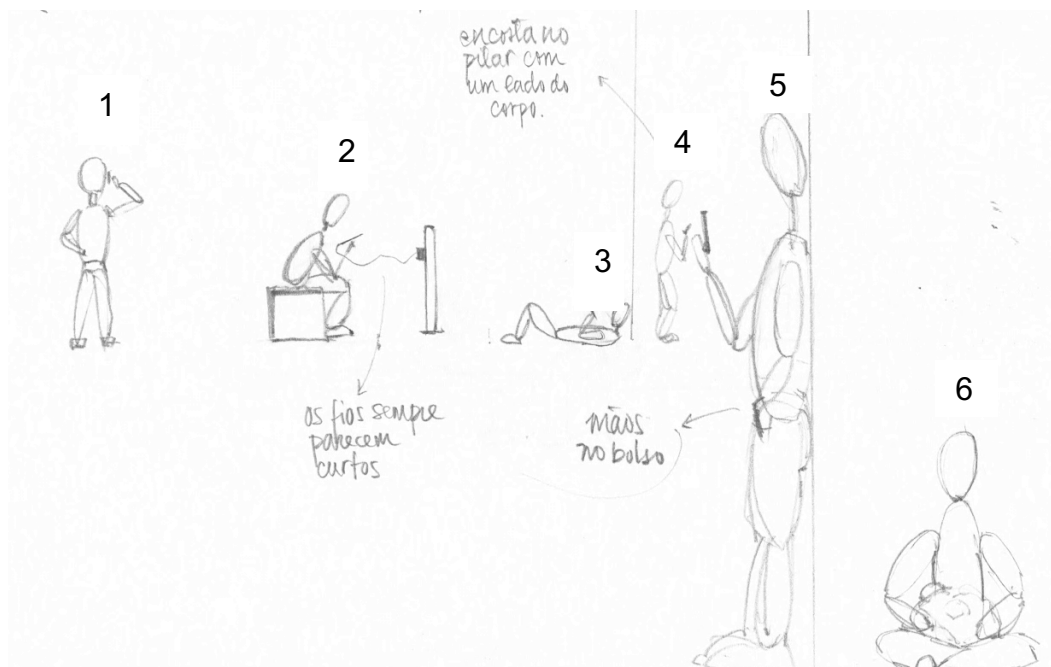 encosta no
pilar com
um lado do
corpo.
1
2
3
4
5
6
os fios sempre
parecem
curtos
mãos
no bolso